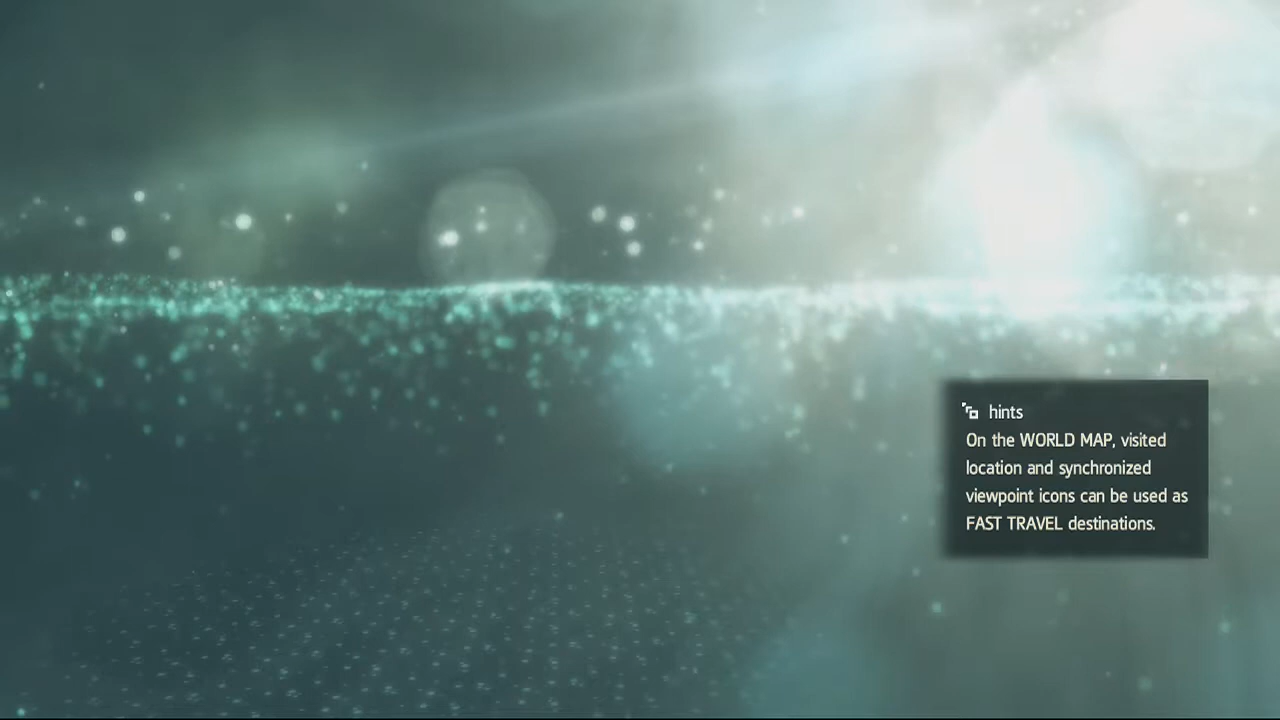 hints
On the WORLD MAP, visited
location and synchronized
viewpoint icons can be used as
FAST TRAVEL destinations.